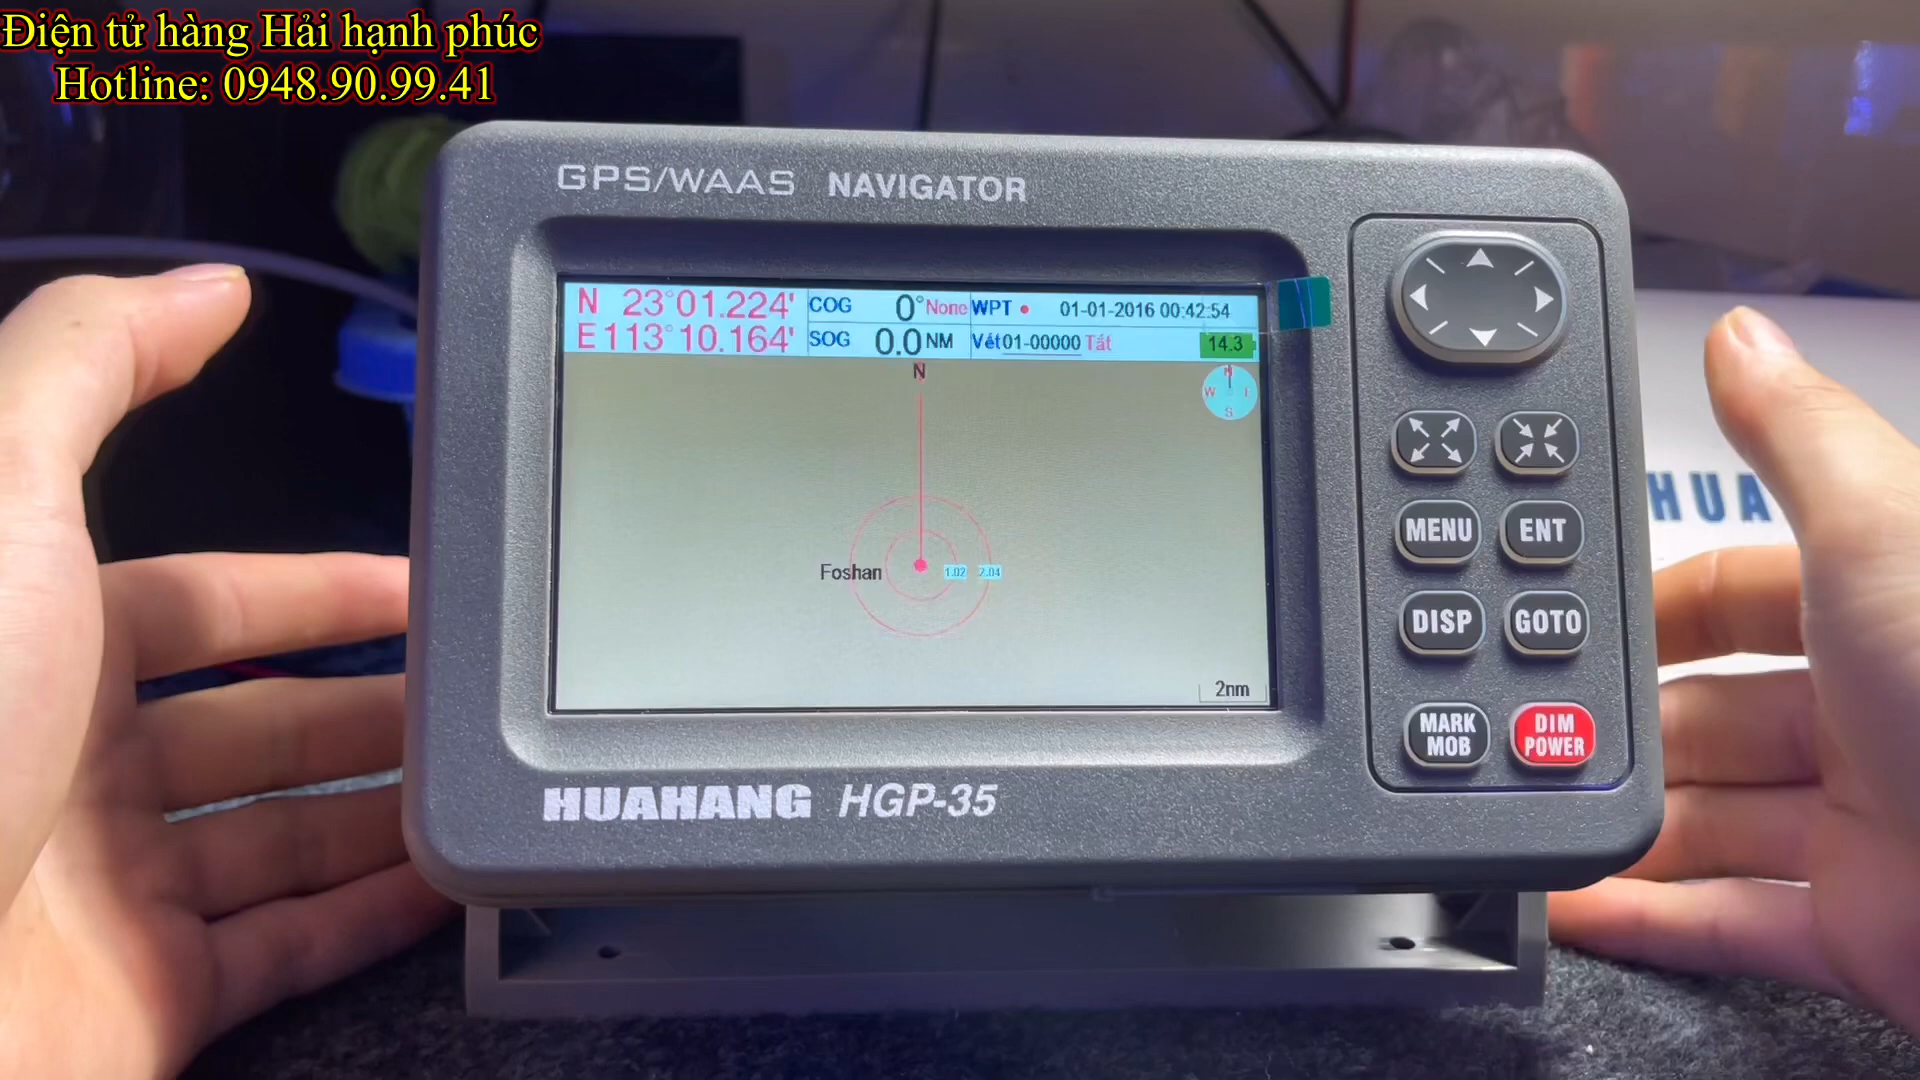 Điện tử hàng Hải hạnh phúc
Hotline: 0948.90.99.41
GPS/WAAS NAVIGATOR
N 23°01.224' COG 0° None WPT 01-01-2016 00:42:54
E 113°10.164' SOG 0.0 NM Vét 01-00000 Tắt 14.3
N
N
W E
S
Foshan 1.02 2.04
2nm
MENU ENT
DISP GOTO
MARK MOB
DIM POWER
HUAHANG HGP-35
HUA